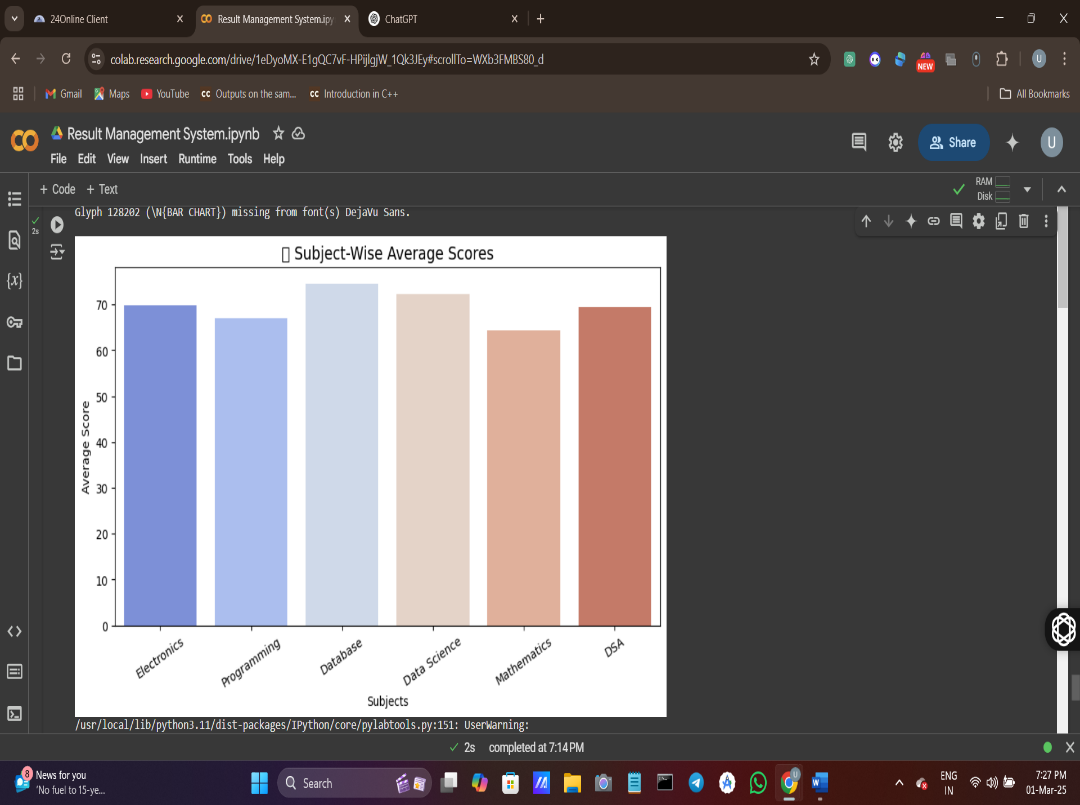 24Online Client
Result Management System.ipy
ChatGPT
colab.research.google.com/drive/1eDyoMX-E1gQC7vF-HPijlgjW_1Qk3JEy#scrollTo=WXb3FMBS80_d
NEW
U
Gmail
Maps
YouTube
Outputs on the sam...
Introduction in C++
All Bookmarks
Result Management System.ipynb
File Edit View Insert Runtime Tools Help
Share
U
+ Code + Text
RAM
Disk
2s
Glyph 128202 (\N{BAR CHART}) missing from font(s) DejaVu Sans.
Subject-Wise Average Scores
70
60
50
40
30
20
10
0
Average Score
Electronics
Programming
Database
Data Science
Mathematics
DSA
Subjects
/usr/local/lib/python3.11/dist-packages/IPython/core/pylabtools.py:151: UserWarning:
2s completed at 7:14 PM
News for you
'No fuel to 15-ye...
Search
ENG
IN
7:27 PM
01-Mar-25